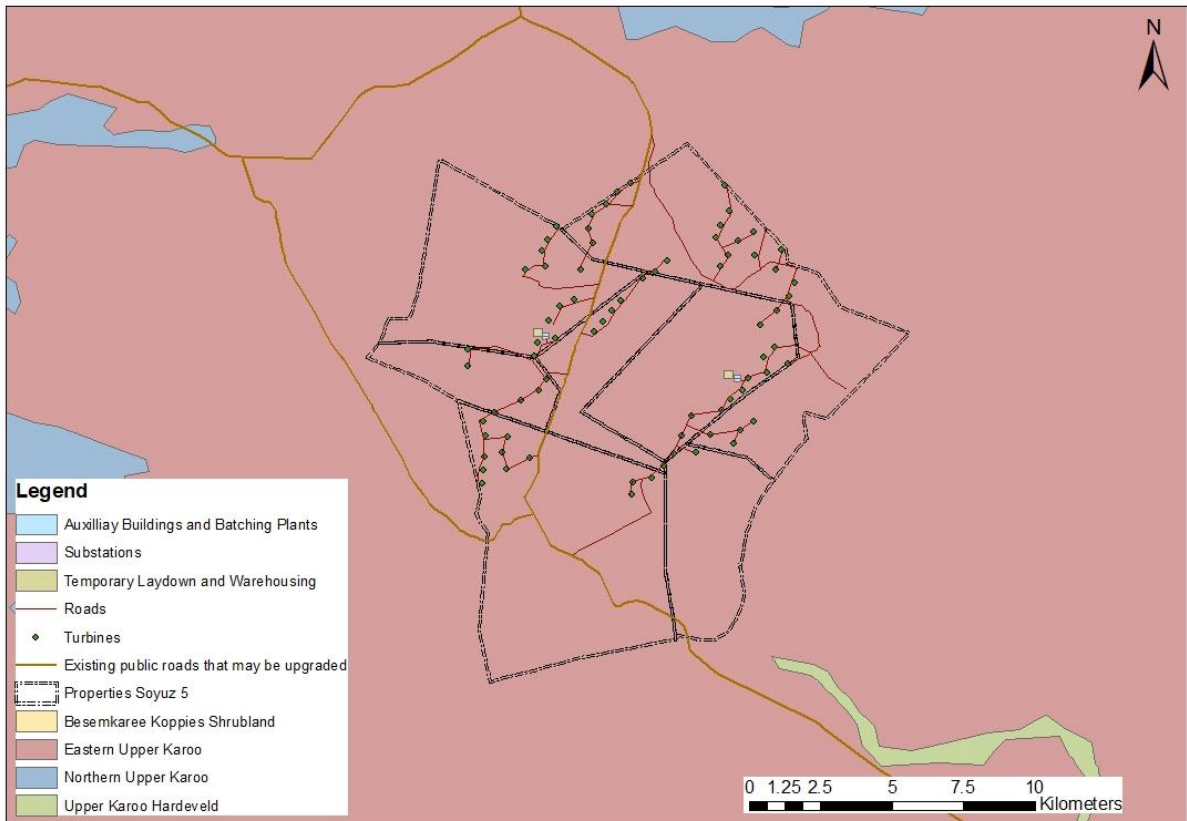 N
Legend
Auxilliay Buildings and Batching Plants
Substations
Temporary Laydown and Warehousing
Roads
Turbines
Existing public roads that may be upgraded
Properties Soyuz 5
Besemkaree Koppies Shrubland
Eastern Upper Karoo
Northern Upper Karoo
Upper Karoo Hardeveld
0 1.25 2.5 5 7.5 10
Kilometers